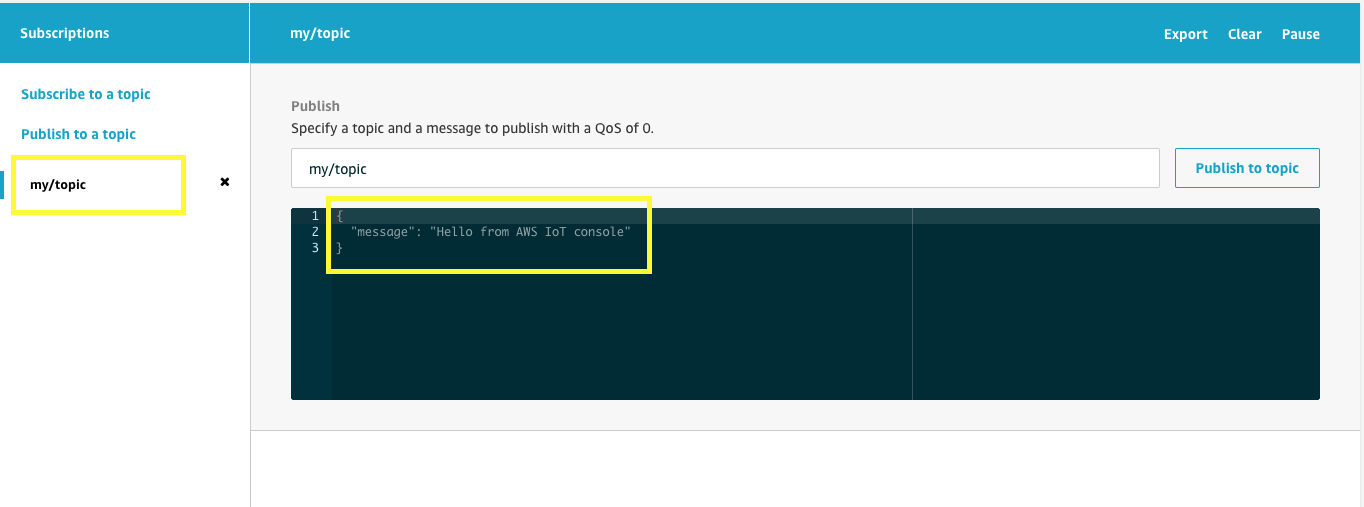 Subscriptions
my/topic
Export Clear Pause
Subscribe to a topic
Publish to a topic
my/topic
Publish
Specify a topic and a message to publish with a QoS of 0.
my/topic
Publish to topic
1 {
2 "message": "Hello from AWS IoT console"
3 }